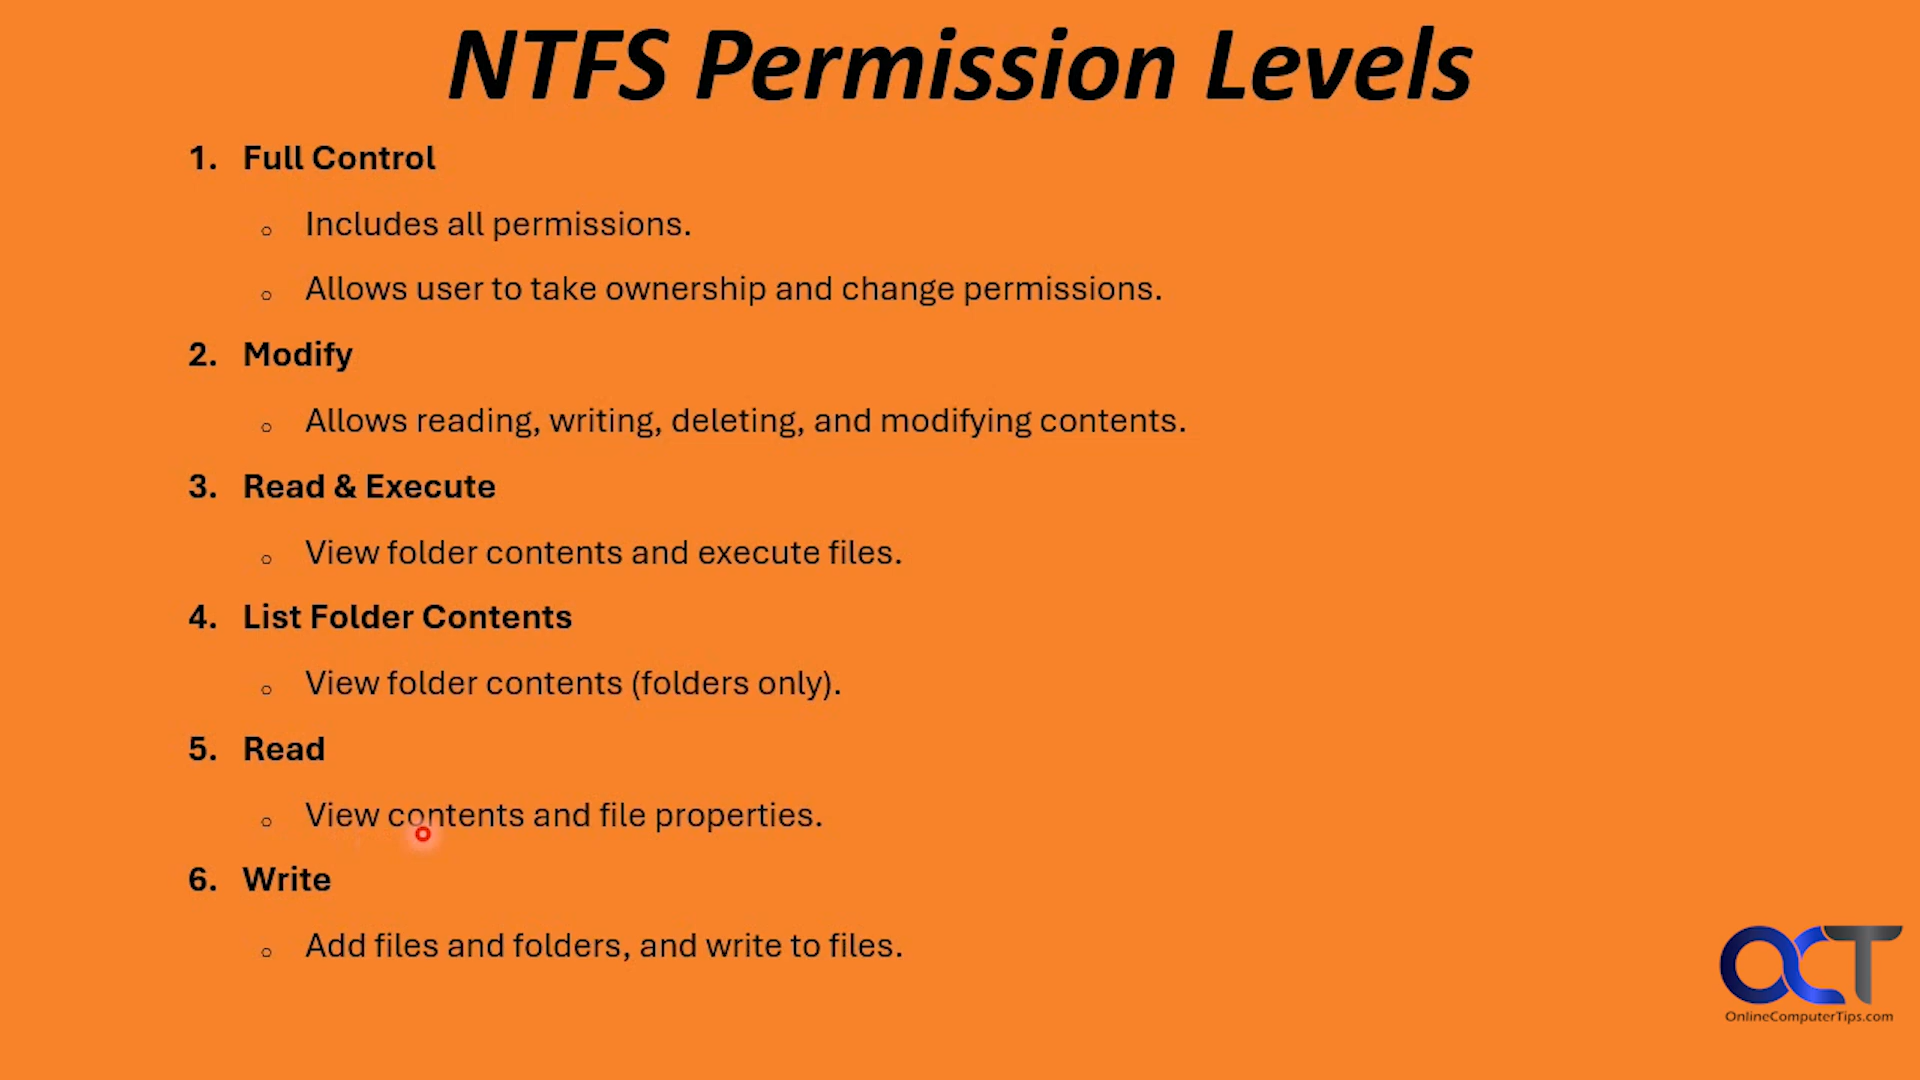 NTFS Permission Levels
1. Full Control
○ Includes all permissions.
○ Allows user to take ownership and change permissions.
2. Modify
○ Allows reading, writing, deleting, and modifying contents.
3. Read & Execute
○ View folder contents and execute files.
4. List Folder Contents
○ View folder contents (folders only).
5. Read
○ View contents and file properties.
6. Write
○ Add files and folders, and write to files.
OCT
OnlineComputerTips.com